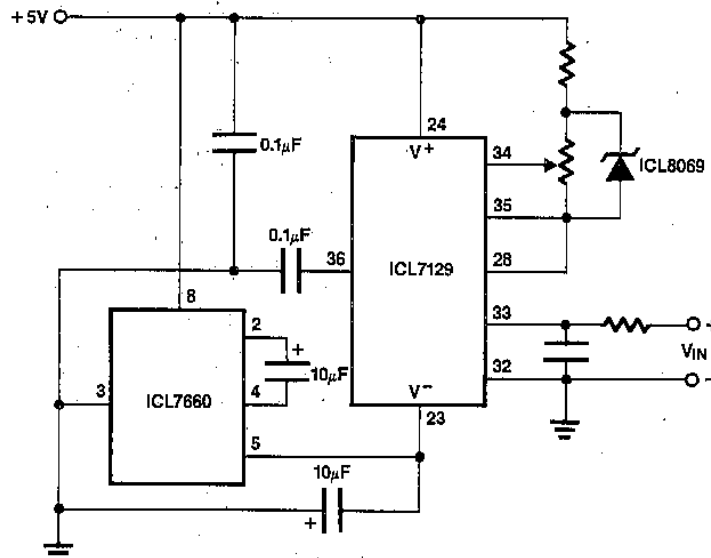 +5V
24
V+
0.1μF
34
ICL8069
35
0.1μF
36
ICL7129
28
8
33
2
+
10μF
VIN
3
ICL7660
4
32
V-
23
5
10μF
+